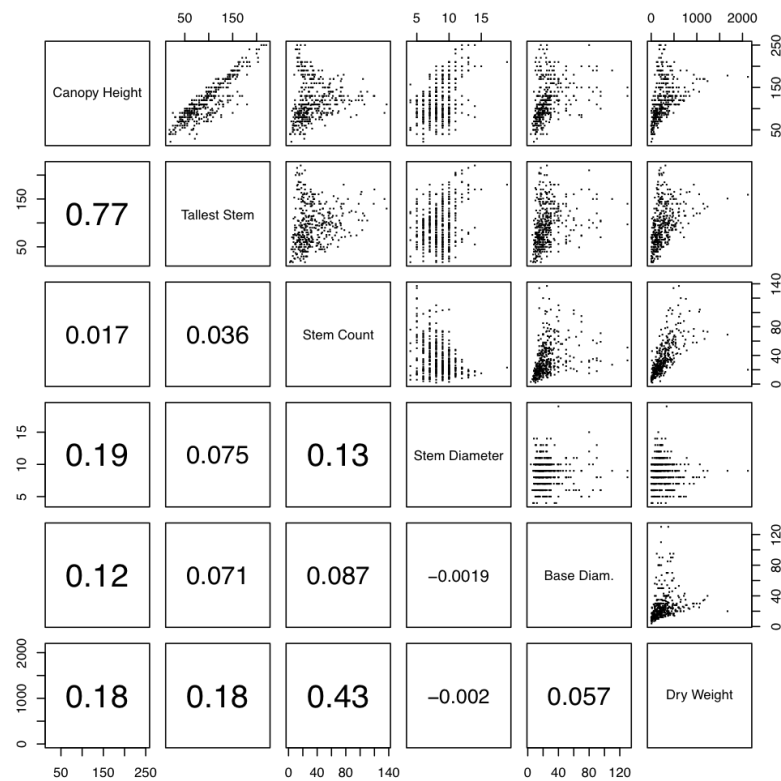 50 150
5 10 15
0 1000 2000
Canopy Height
50 150 250
50 150
0.77
Tallest Stem
0.017
0.036
Stem Count
0 40 80 140
5 10 15
0.19
0.075
0.13
Stem Diameter
0.12
0.071
0.087
−0.0019
Base Diam.
0 40 80 120
0 1000 2000
0.18
0.18
0.43
−0.002
0.057
Dry Weight
50 150 250
0 40 80 140
0 40 80 120